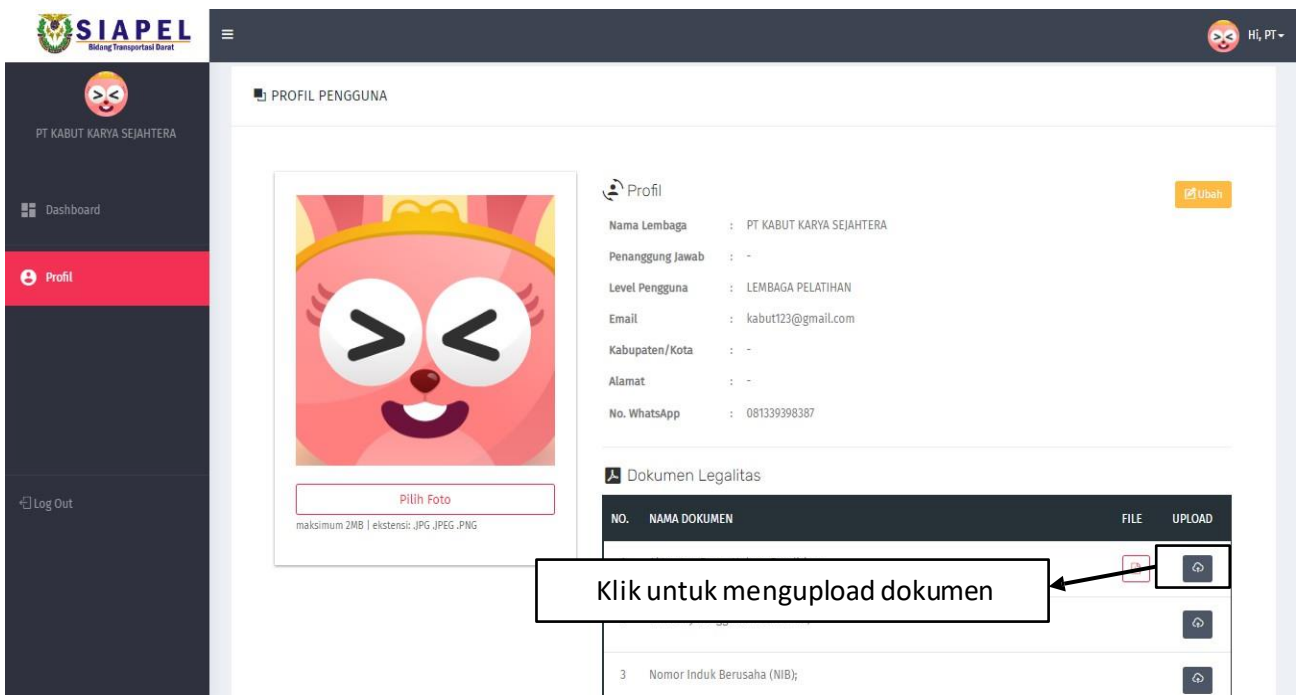 SIAPEL
Bidang Transportasi Darat
Hi, PT
PT KABUT KARYA SEJAHTERA
Dashboard
Profil
Log Out
PROFIL PENGGUNA
Pilih Foto
maksimum 2MB | ekstensi: .JPG .JPEG .PNG
Profil
Ubah
Nama Lembaga : PT KABUT KARYA SEJAHTERA
Penanggung Jawab : -
Level Pengguna : LEMBAGA PELATIHAN
Email : kabut123@gmail.com
Kabupaten/Kota : -
Alamat : -
No. WhatsApp : 081339398387
Dokumen Legalitas
NO. NAMA DOKUMEN FILE UPLOAD
Klik untuk mengupload dokumen
3 Nomor Induk Berusaha (NIB);